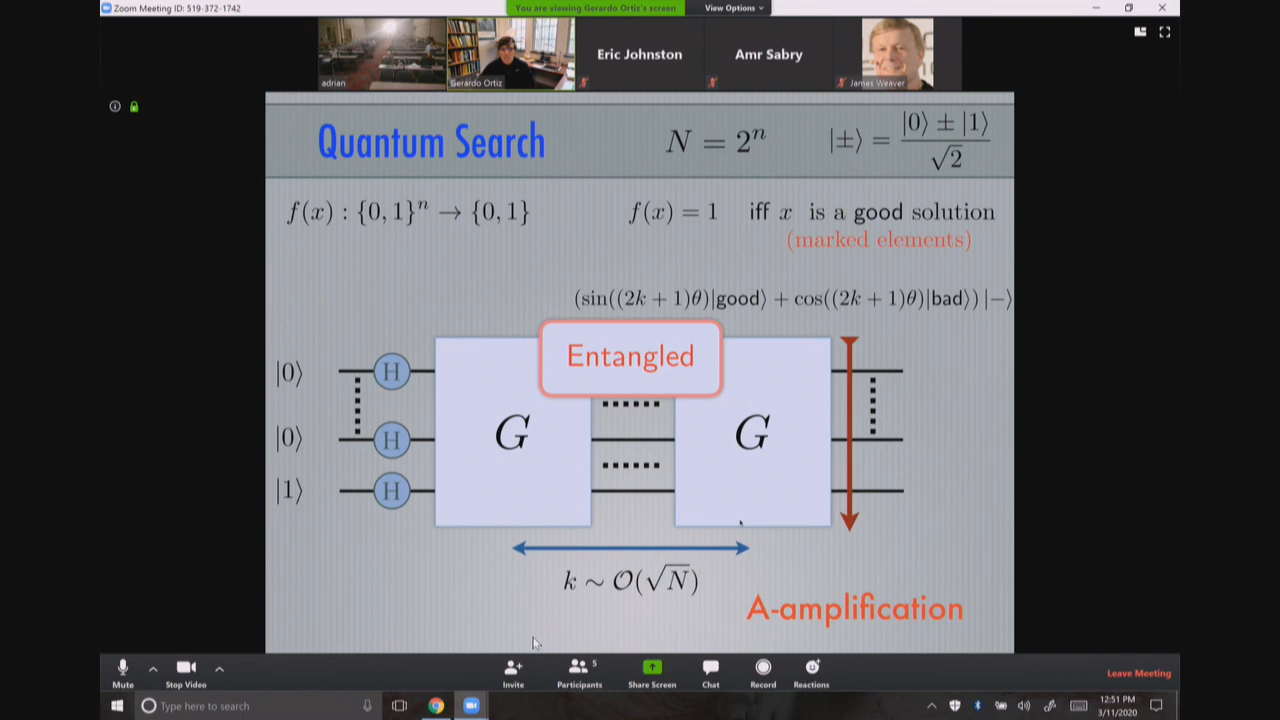 Zoom Meeting ID: 519-372-1742
You are viewing Gerardo Ortiz's screen
View Options
adrian
Gerardo Ortiz
Eric Johnston
Amr Sabry
James Weaver
Quantum Search
N = 2^n
|±⟩ = (|0⟩ ± |1⟩)/√2
f(x) : {0, 1}^n → {0, 1}
f(x) = 1 iff x is a good solution
(marked elements)
(sin((2k + 1)θ)|good⟩ + cos((2k + 1)θ)|bad⟩) |−⟩
Entangled
|0⟩ H
G
G
|0⟩ H
|1⟩ H
k ∼ O(√N)
A-amplification
Mute
Stop Video
Invite
5
Participants
Share Screen
Chat
Record
Reactions
Leave Meeting
Type here to search
12:51 PM
3/11/2020